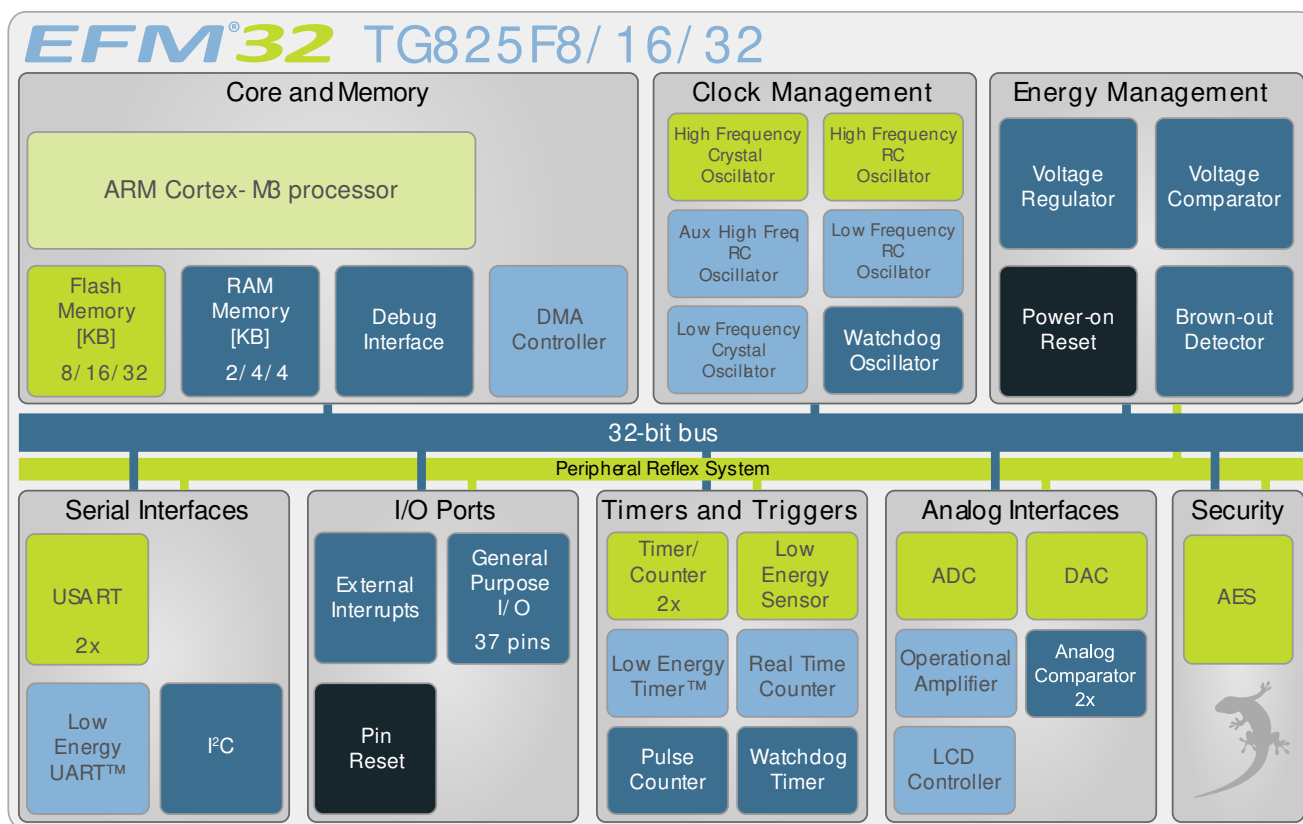 EFM®32 TG825F8/16/32
Core and Memory
ARM Cortex-M3 processor
Flash
Memory
[KB]
8/16/32
RAM
Memory
[KB]
2/4/4
Debug
Interface
DMA
Controller
Clock Management
High Frequency
Crystal
Oscillator
High Frequency
RC
Oscillator
Aux High Freq
RC
Oscillator
Low Frequency
RC
Oscillator
Low Frequency
Crystal
Oscillator
Watchdog
Oscillator
Energy Management
Voltage
Regulator
Voltage
Comparator
Power-on
Reset
Brown-out
Detector
32-bit bus
Peripheral Reflex System
Serial Interfaces
USART
2x
Low
Energy
UART™
I²C
I/O Ports
External
Interrupts
General
Purpose
I/O
37 pins
Pin
Reset
Timers and Triggers
Timer/
Counter
2x
Low
Energy
Sensor
Low Energy
Timer™
Real Time
Counter
Pulse
Counter
Watchdog
Timer
Analog Interfaces
ADC
DAC
Operational
Amplifier
Analog
Comparator
2x
LCD
Controller
Security
AES